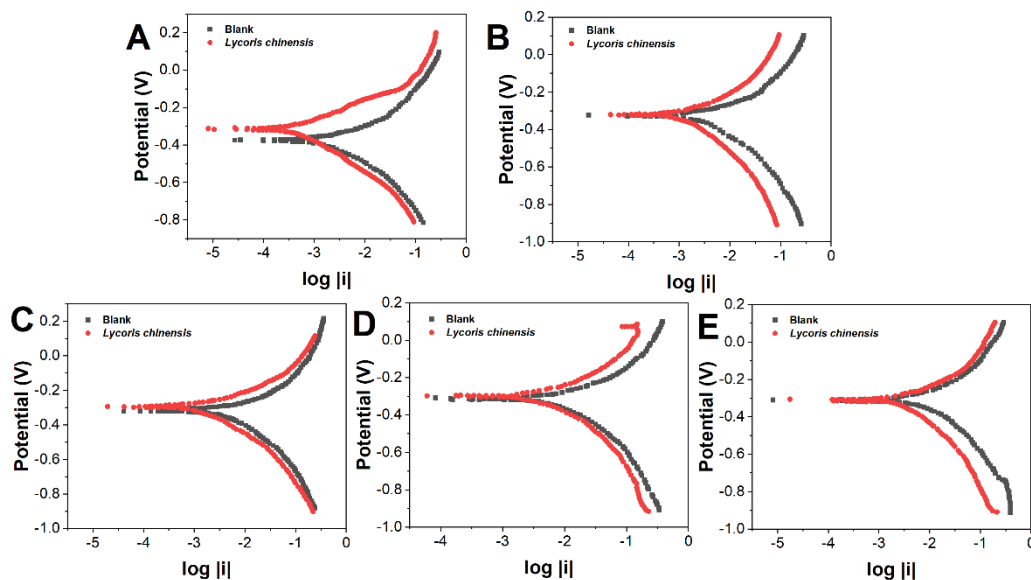 A
Blank
Lycoris chinensis
0.2
0.0
-0.2
-0.4
-0.6
-0.8
Potential (V)
-5
-4
-3
-2
-1
0
log |i|
B
Blank
Lycoris chinensis
0.2
0.0
-0.2
-0.4
-0.6
-0.8
-1.0
Potential (V)
-5
-4
-3
-2
-1
0
log |i|
C
Blank
Lycoris chinensis
0.2
0.0
-0.2
-0.4
-0.6
-0.8
-1.0
Potential (V)
-5
-4
-3
-2
-1
0
log |i|
D
Blank
Lycoris chinensis
0.2
0.0
-0.2
-0.4
-0.6
-0.8
-1.0
Potential (V)
-4
-3
-2
-1
0
log |i|
E
Blank
Lycoris chinensis
0.2
0.0
-0.2
-0.4
-0.6
-0.8
-1.0
Potential (V)
-5
-4
-3
-2
-1
0
log |i|